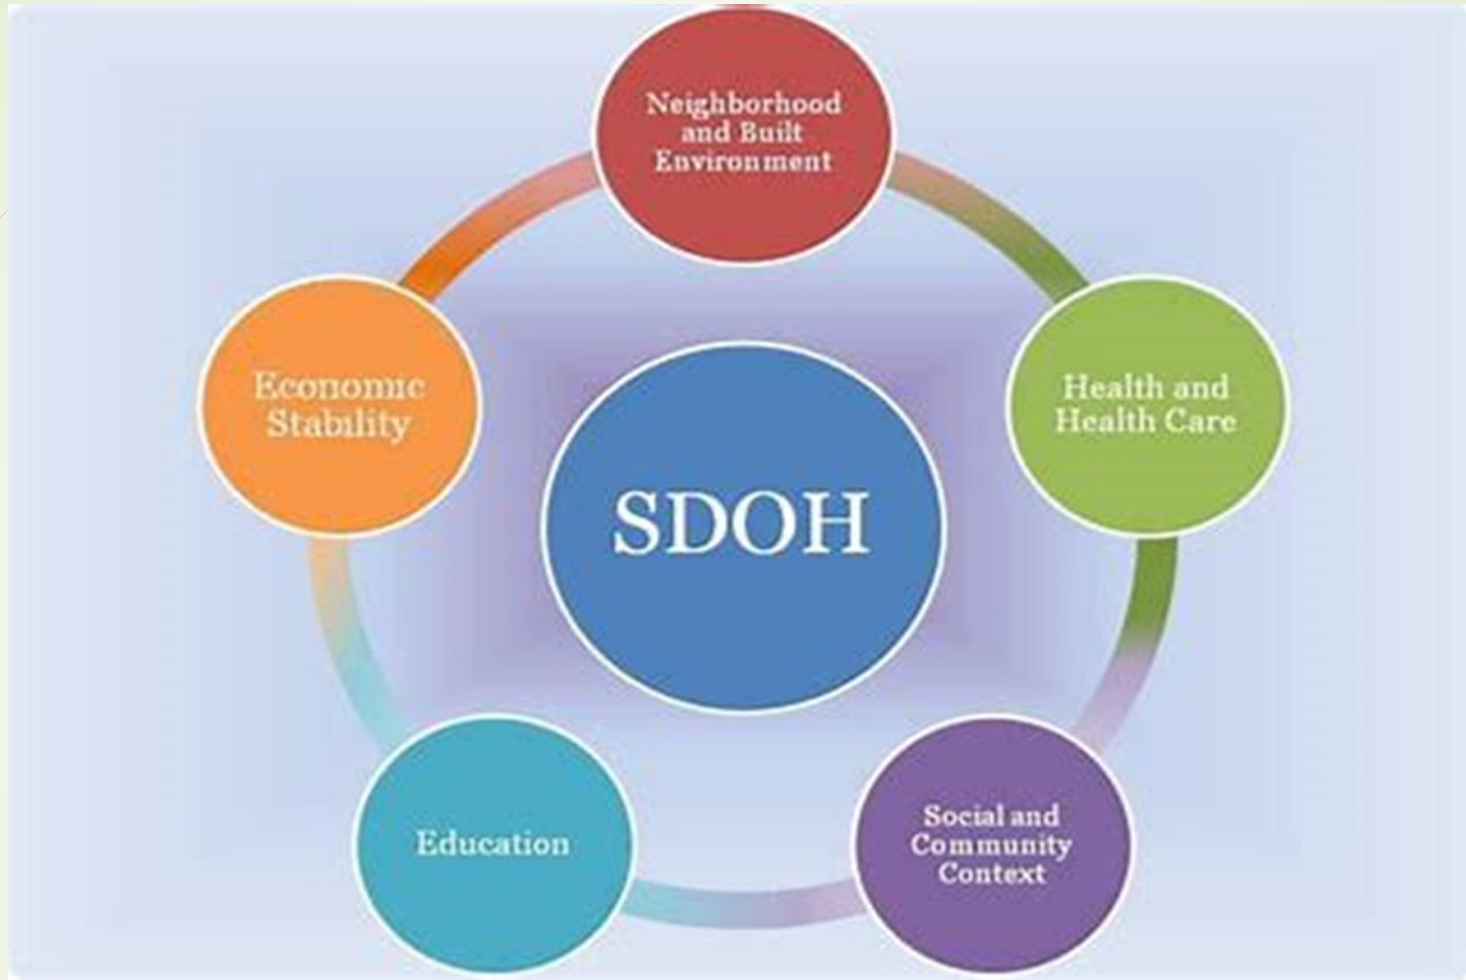 Neighborhood
and Built
Environment
Economic
Stability
Health and
Health Care
SDOH
Education
Social and
Community
Context